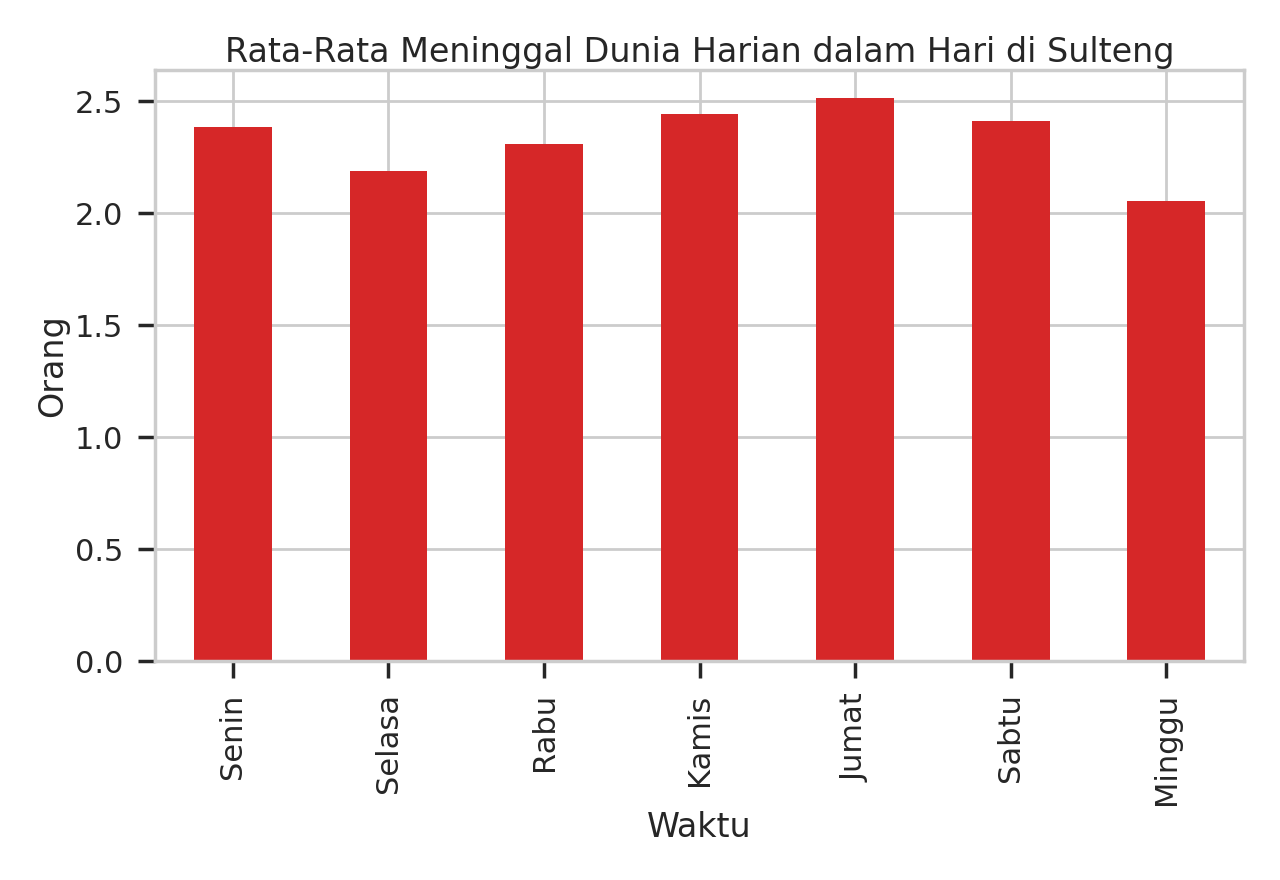 Rata-Rata Meninggal Dunia Harian dalam Hari di Sulteng
2.5
2.0
1.5
1.0
0.5
0.0
Orang
Senin
Selasa
Rabu
Kamis
Jumat
Sabtu
Minggu
Waktu